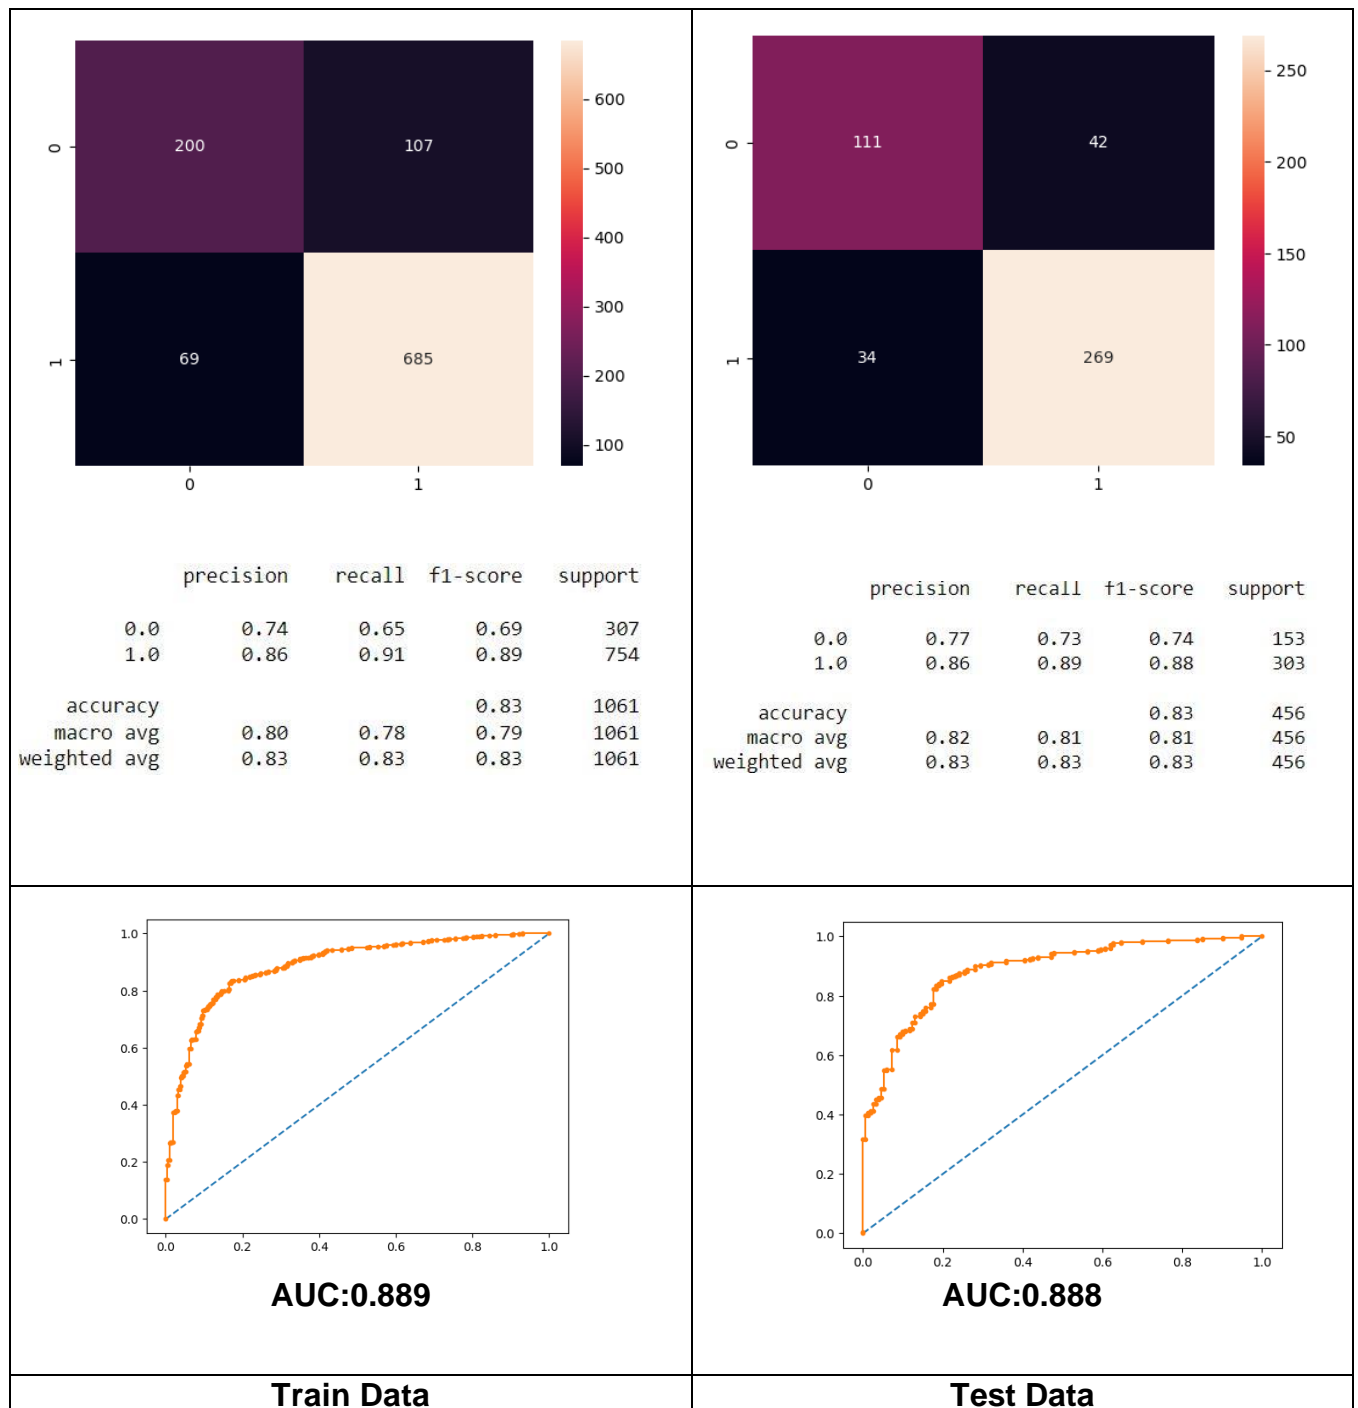 600
0
200
107
500
400
300
1
69
685
200
100
0
1
precision recall f1-score support
0.0 0.74 0.65 0.69 307
1.0 0.86 0.91 0.89 754
accuracy 0.83 1061
macro avg 0.80 0.78 0.79 1061
weighted avg 0.83 0.83 0.83 1061
250
0
111
42
200
150
100
1
34
269
50
0
1
precision recall f1-score support
0.0 0.77 0.73 0.74 153
1.0 0.86 0.89 0.88 303
accuracy 0.83 456
macro avg 0.82 0.81 0.81 456
weighted avg 0.83 0.83 0.83 456
1.0
0.8
0.6
0.4
0.2
0.0
0.0 0.2 0.4 0.6 0.8 1.0
AUC:0.889
1.0
0.8
0.6
0.4
0.2
0.0
0.0 0.2 0.4 0.6 0.8 1.0
AUC:0.888
Train Data
Test Data